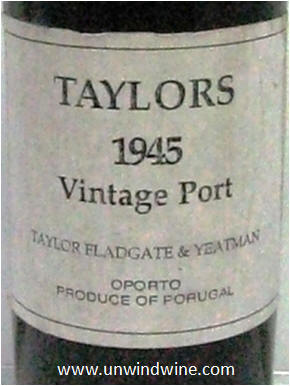 TAYLORS
1945
Vintage Port
TAYLOR FLADGATE & YEATMAN
OPORTO
PRODUCE OF PORUGAL
www.unwindwine.com